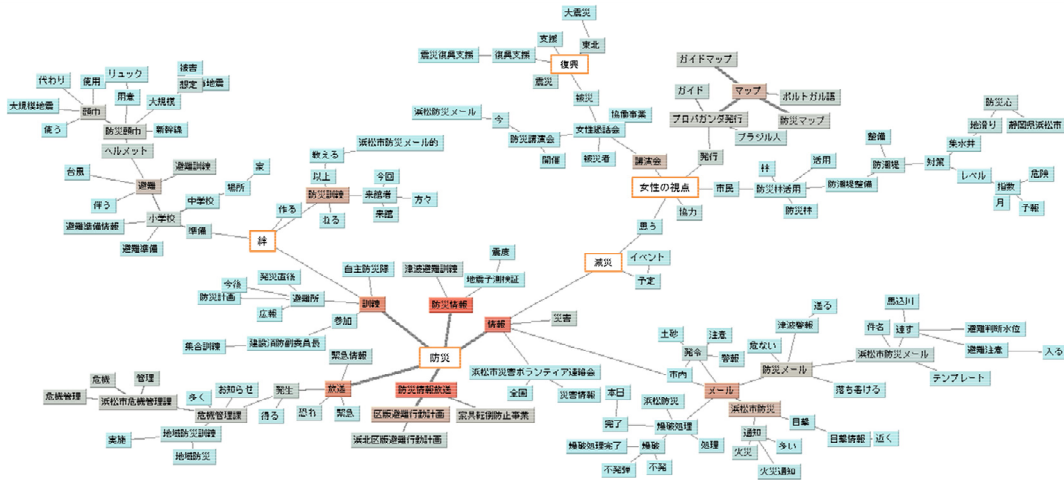 大震災
支援
東北
震災復興支援
復興支援
復興
震災
被災
ガイドマップ
ガイド
マップ
ポルトガル語
プロパガンダ発行
防災マップ
ブラジル人
発行
代わり
使用
リュック
被害
想定
大規模地震
頭巾
用意
大規模
使う
防災頭巾
新幹線
ヘルメット
浜松防災メール
今
防災講演会
開催
協働事業
被災者
講演会
防災心
地滑り
静岡県浜松市
集水井
整備
防潮堤
対策
レベル
指数
危険
月
予報
台風
避難
避難訓練
伴う
中学校
場所
家
小学校
避難準備情報
準備
避難準備
教える
浜松市防災メール的
以上
今回
防災訓練
来館者
方々
来館
ねる
作る
絆
女性の視点
市民
林
活用
防災林活用
防潮堤整備
防災林
協力
思う
減災
イベント
予定
自主防災隊
津波避難訓練
震度
地震予測検証
発災直後
今後
防災計画
避難所
広報
訓練
防災情報
情報
災害
参加
集合訓練
建設消防副委員長
防災
緊急情報
放送
発生
恐れ
緊急
得る
防災情報放送
区版避難行動計画
家具転倒防止事業
浜北区版避難行動計画
危機
管理
危機管理
浜松市危機管理課
多く
お知らせ
危機管理課
地域防災訓練
実施
地域防災
浜松市災害ボランティア連絡会
全国
災害情報
土砂
注意
発令
警報
市内
メール
送る
津波警報
危ない
防災メール
落ち着ける
馬込川
件名
達す
避難判断水位
浜松市防災メール
避難注意
入る
テンプレート
本日
浜松防災
完了
爆破処理
爆破処理完了
爆破
処理
不発弾
不発
浜松市防災
目撃
目撃情報
近く
通知
多い
火災
火災通知